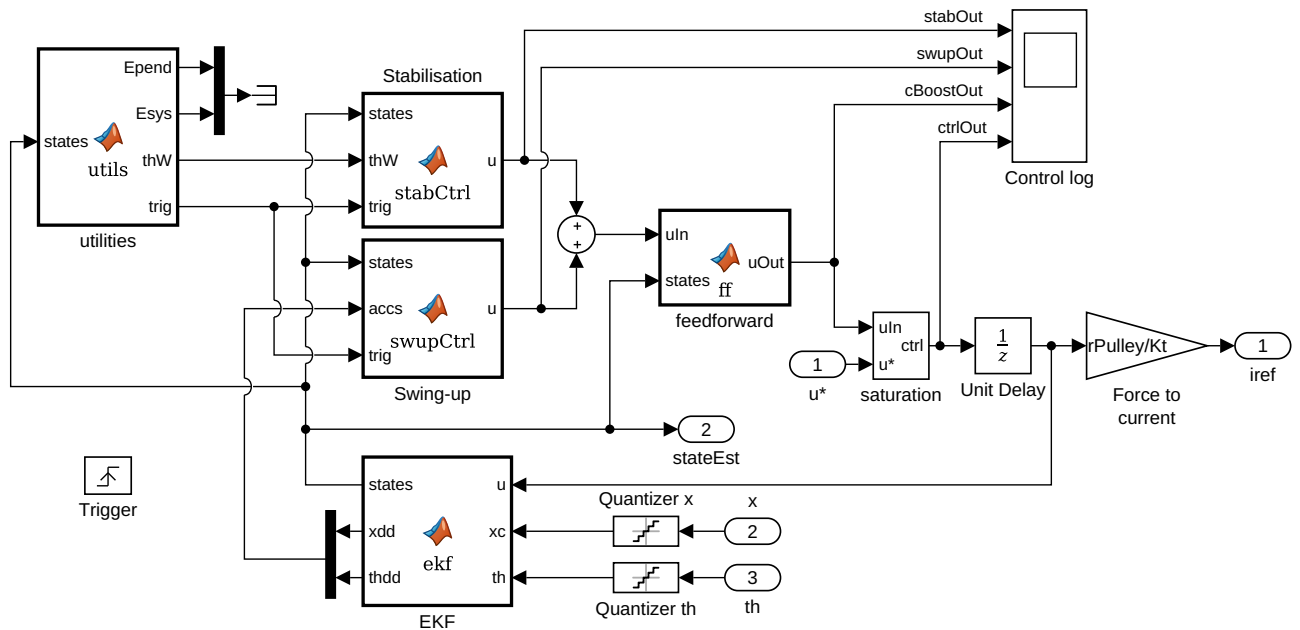 stabOut
swupOut
cBoostOut
ctrlOut
Control log
Epend
Esys
states
utils
thW
trig
utilities
Stabilisation
states
thW
u
stabCtrl
trig
states
accs
u
swupCtrl
trig
Swing-up
+
+
uIn
states
uOut
ff
feedforward
uIn
ctrl
u*
saturation
1
u*
1
z
Unit Delay
rPulley/Kt
Force to
current
1
iref
2
stateEst
Trigger
states
u
xdd
xc
ekf
thdd
th
EKF
Quantizer x
x
2
Quantizer th
3
th